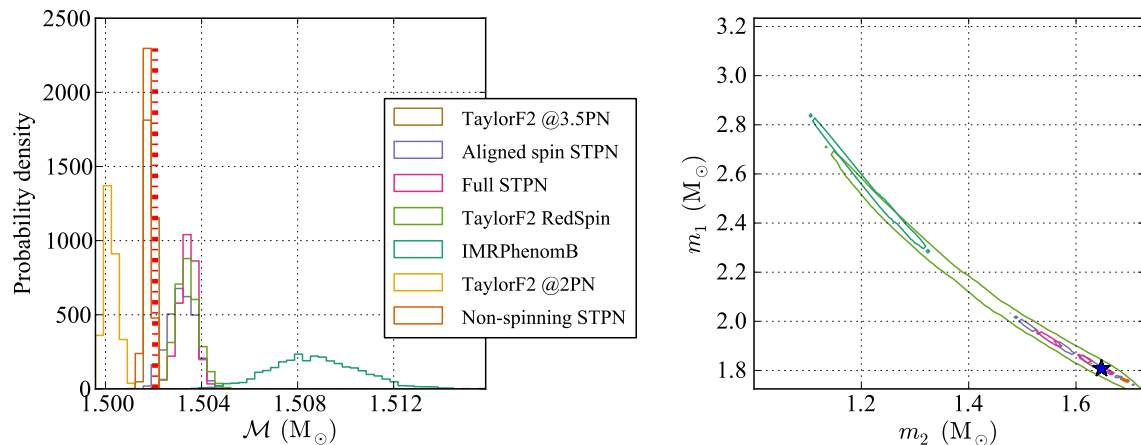 2500
2000
1500
1000
500
0
Probability density
1.500
1.504
1.508
1.512
ℳ (M⊙)
TaylorF2 @3.5PN
Aligned spin STPN
Full STPN
TaylorF2 RedSpin
IMRPhenomB
TaylorF2 @2PN
Non-spinning STPN
3.2
3.0
2.8
2.6
2.4
2.2
2.0
1.8
m₁ (M⊙)
1.2
1.4
1.6
m₂ (M⊙)